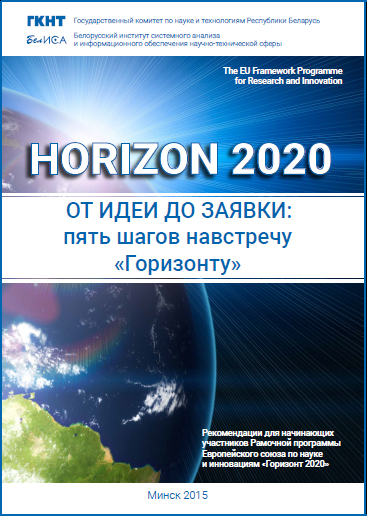 ГКНТ Государственный комитет по науке и технологиям Республики Беларусь
БелИСА Белорусский институт системного анализа
и информационного обеспечения научно-технической сферы
The EU Framework Programme
for Research and Innovation
HORIZON 2020
ОТ ИДЕИ ДО ЗАЯВКИ:
пять шагов навстречу
«Горизонту»
Рекомендации для начинающих
участников Рамочной программы
Европейского союза по науке
и инновациям «Горизонт 2020»
Минск 2015